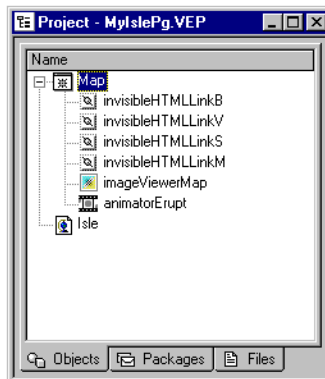 Project - MyIslePg.VEP
Name
Map
invisibleHTMLLinkB
invisibleHTMLLinkV
invisibleHTMLLinkS
invisibleHTMLLinkM
imageViewerMap
animatorErupt
Isle
Objects Packages Files